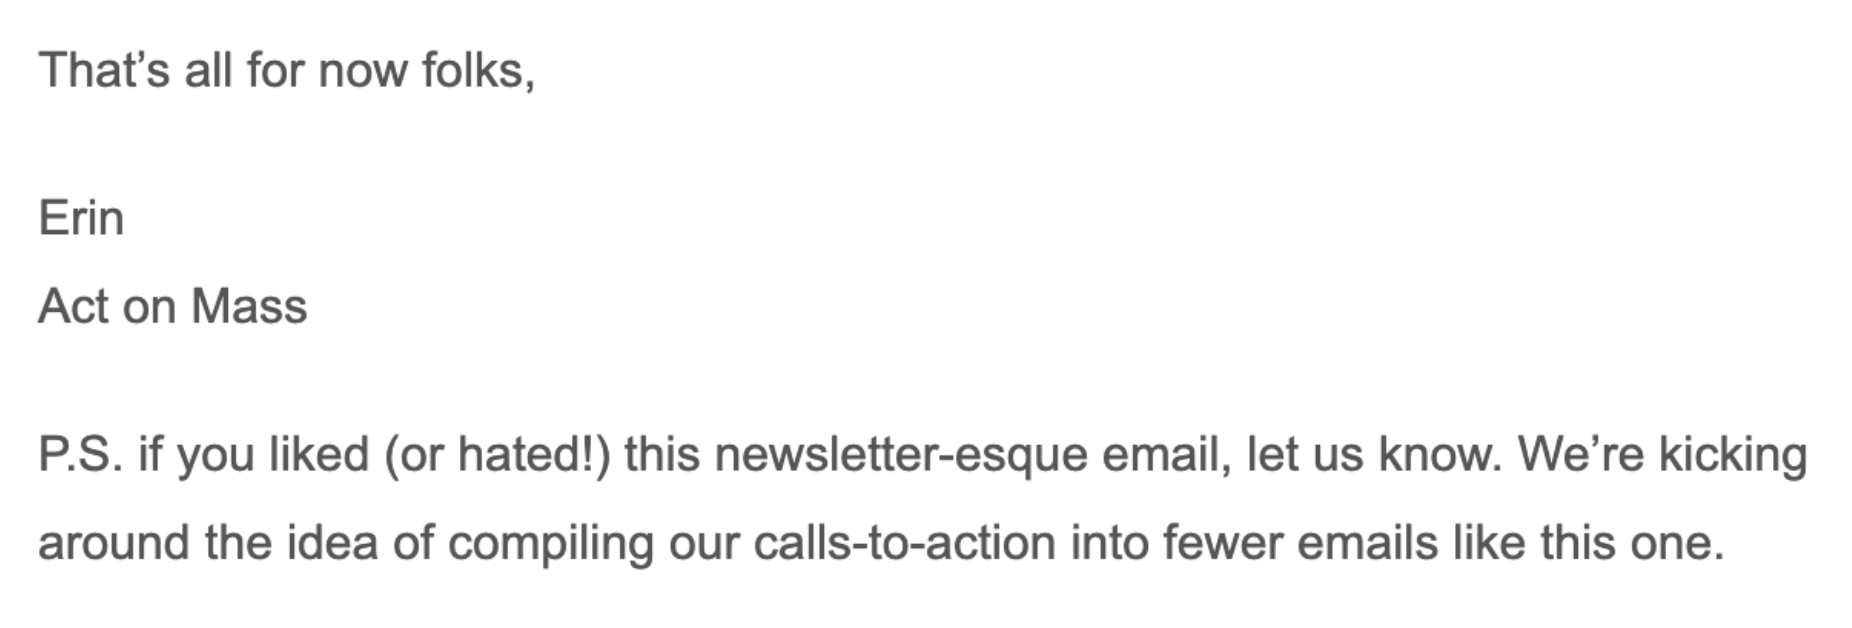 That’s all for now folks,
Erin
Act on Mass
P.S. if you liked (or hated!) this newsletter-esque email, let us know. We’re kicking
around the idea of compiling our calls-to-action into fewer emails like this one.